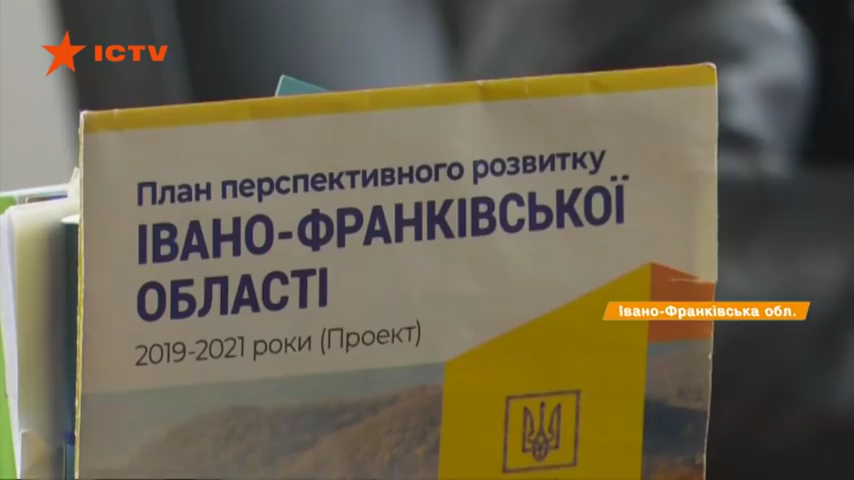 ICTV
План перспективного розвитку
ІВАНО-ФРАНКІВСЬКОЇ
ОБЛАСТІ
2019-2021 роки (Проект)
Івано-Франківська обл.